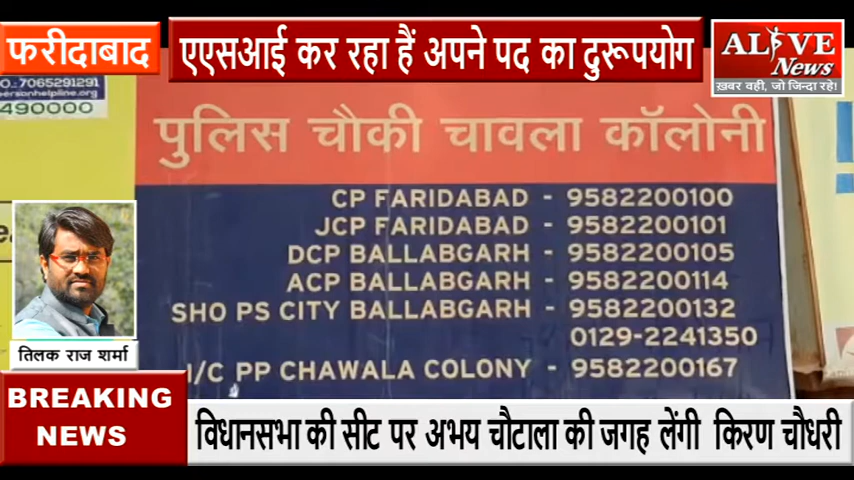 फरीदाबाद
एएसआई कर रहा हैं अपने पद का दुरूपयोग
ALIVE
News
ख़बर वही, जो जिन्दा रहे!
O.: 7065291291
personhelpline.org
490000
पुलिस चौकी चावला कॉलोनी
CP FARIDABAD - 9582200100
JCP FARIDABAD - 9582200101
DCP BALLABGARH - 9582200105
ACP BALLABGARH - 9582200114
SHO PS CITY BALLABGARH - 9582200132
0129-2241350
I/C PP CHAWALA COLONY - 9582200167
तिलक राज शर्मा
BREAKING
NEWS
विधानसभा की सीट पर अभय चौटाला की जगह लेंगी किरण चौधरी